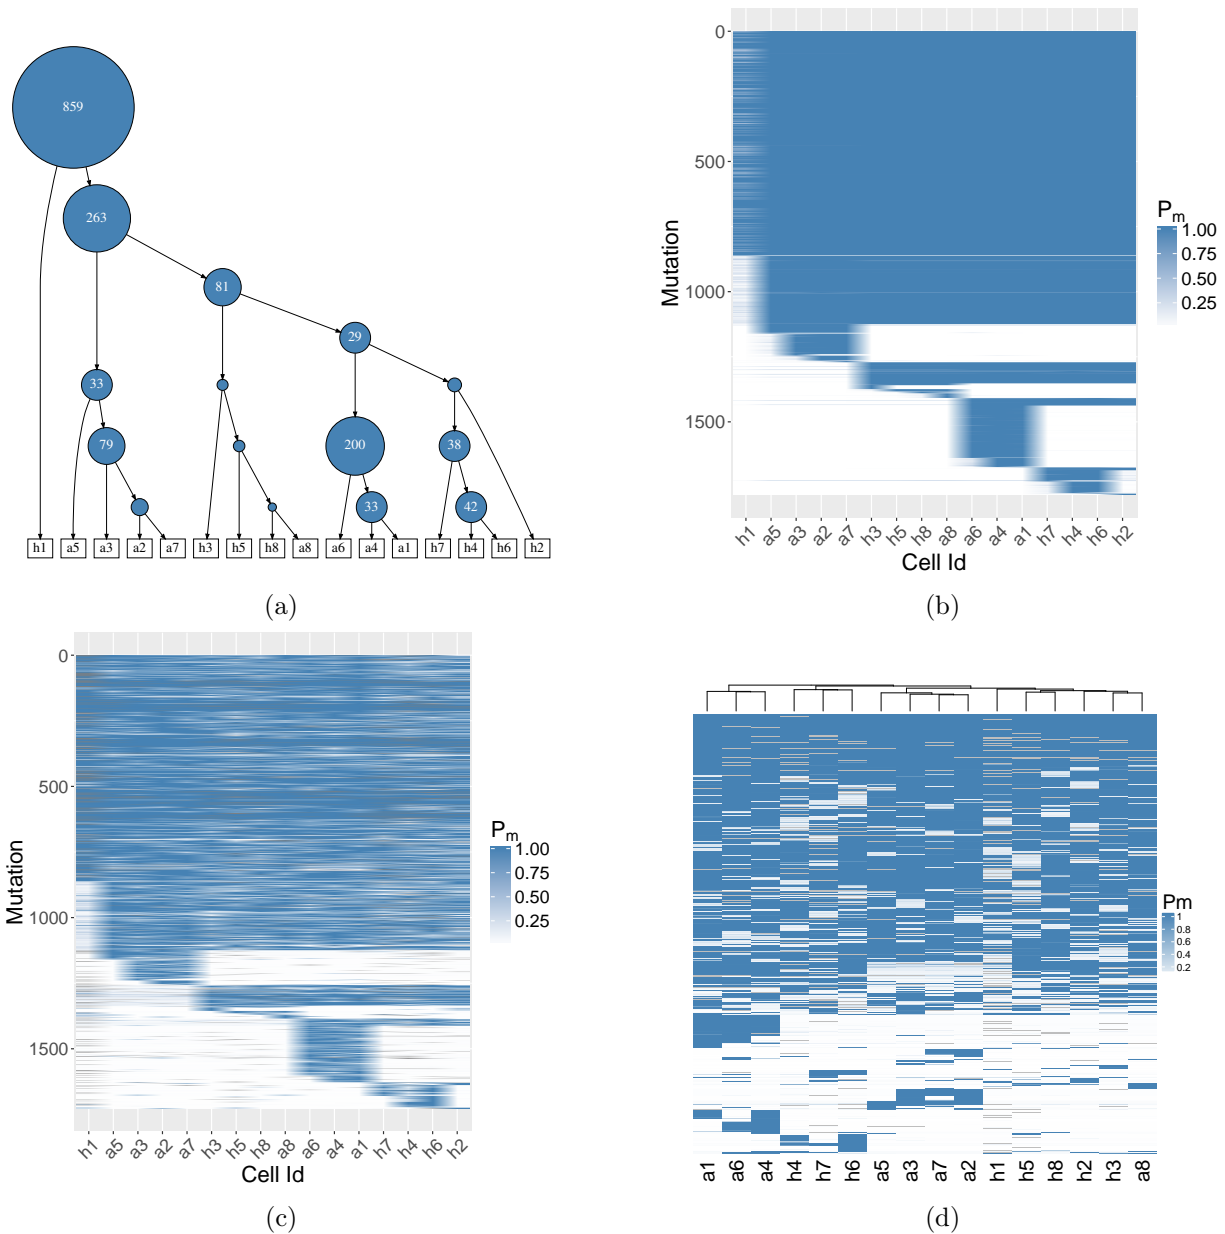 859
263
81
29
33
79
200
38
33
42
h1 a5 a3 a2 a7 h3 h5 h8 a8 a6 a4 a1 h7 h4 h6 h2
(a)
0
500
1000
1500
Mutation
h1 a5 a3 a2 a7 h3 h5 h8 a8 a6 a4 a1 h7 h4 h6 h2
Cell Id
Pm
1.00
0.75
0.50
0.25
(b)
0
500
1000
1500
Mutation
h1 a5 a3 a2 a7 h3 h5 h8 a8 a6 a4 a1 h7 h4 h6 h2
Cell Id
Pm
1.00
0.75
0.50
0.25
(c)
Pm
1
0.8
0.6
0.4
0.2
a1 a6 a4 h4 h7 h6 a5 a3 a7 a2 h1 h5 h8 h2 h3 a8
(d)